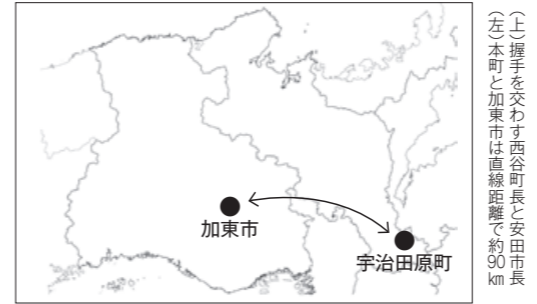 (上)握手を交わす西谷町長と安田市長
(左)本町と加東市は直線距離で約90㎞
加東市
宇治田原町